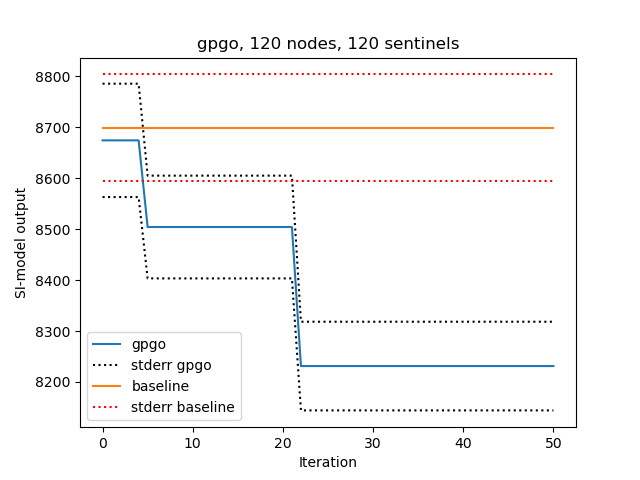 gpgo, 120 nodes, 120 sentinels
8800
8700
8600
8500
8400
8300
8200
SI-model output
gpgo
stderr gpgo
baseline
stderr baseline
0 10 20 30 40 50
Iteration